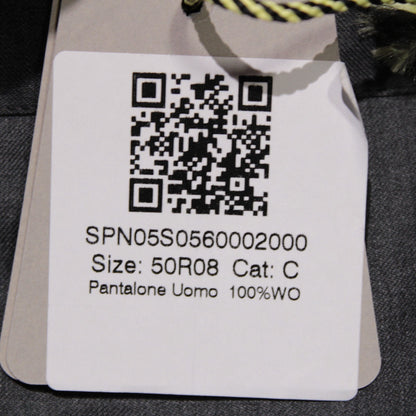 SPN05S0560002000
Size: 50R08 Cat: C
Pantalone Uomo 100%WO